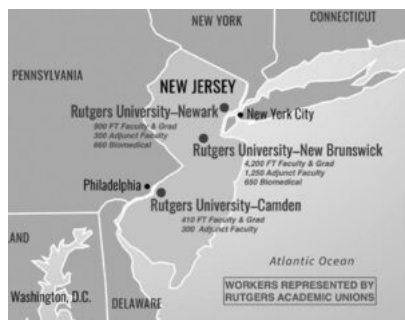 NEW YORK
CONNECTICUT
PENNSYLVANIA
NEW JERSEY
Rutgers University–Newark
800 FT Faculty & Grad
300 Adjunct Faculty
660 Biomedical
New York City
Rutgers University–New Brunswick
4,200 FT Faculty & Grad
1,250 Adjunct Faculty
650 Biomedical
Philadelphia
Rutgers University–Camden
410 FT Faculty & Grad
300 Adjunct Faculty
LAND
Atlantic Ocean
Washington, D.C.
DELAWARE
WORKERS REPRESENTED BY
RUTGERS ACADEMIC UNIONS